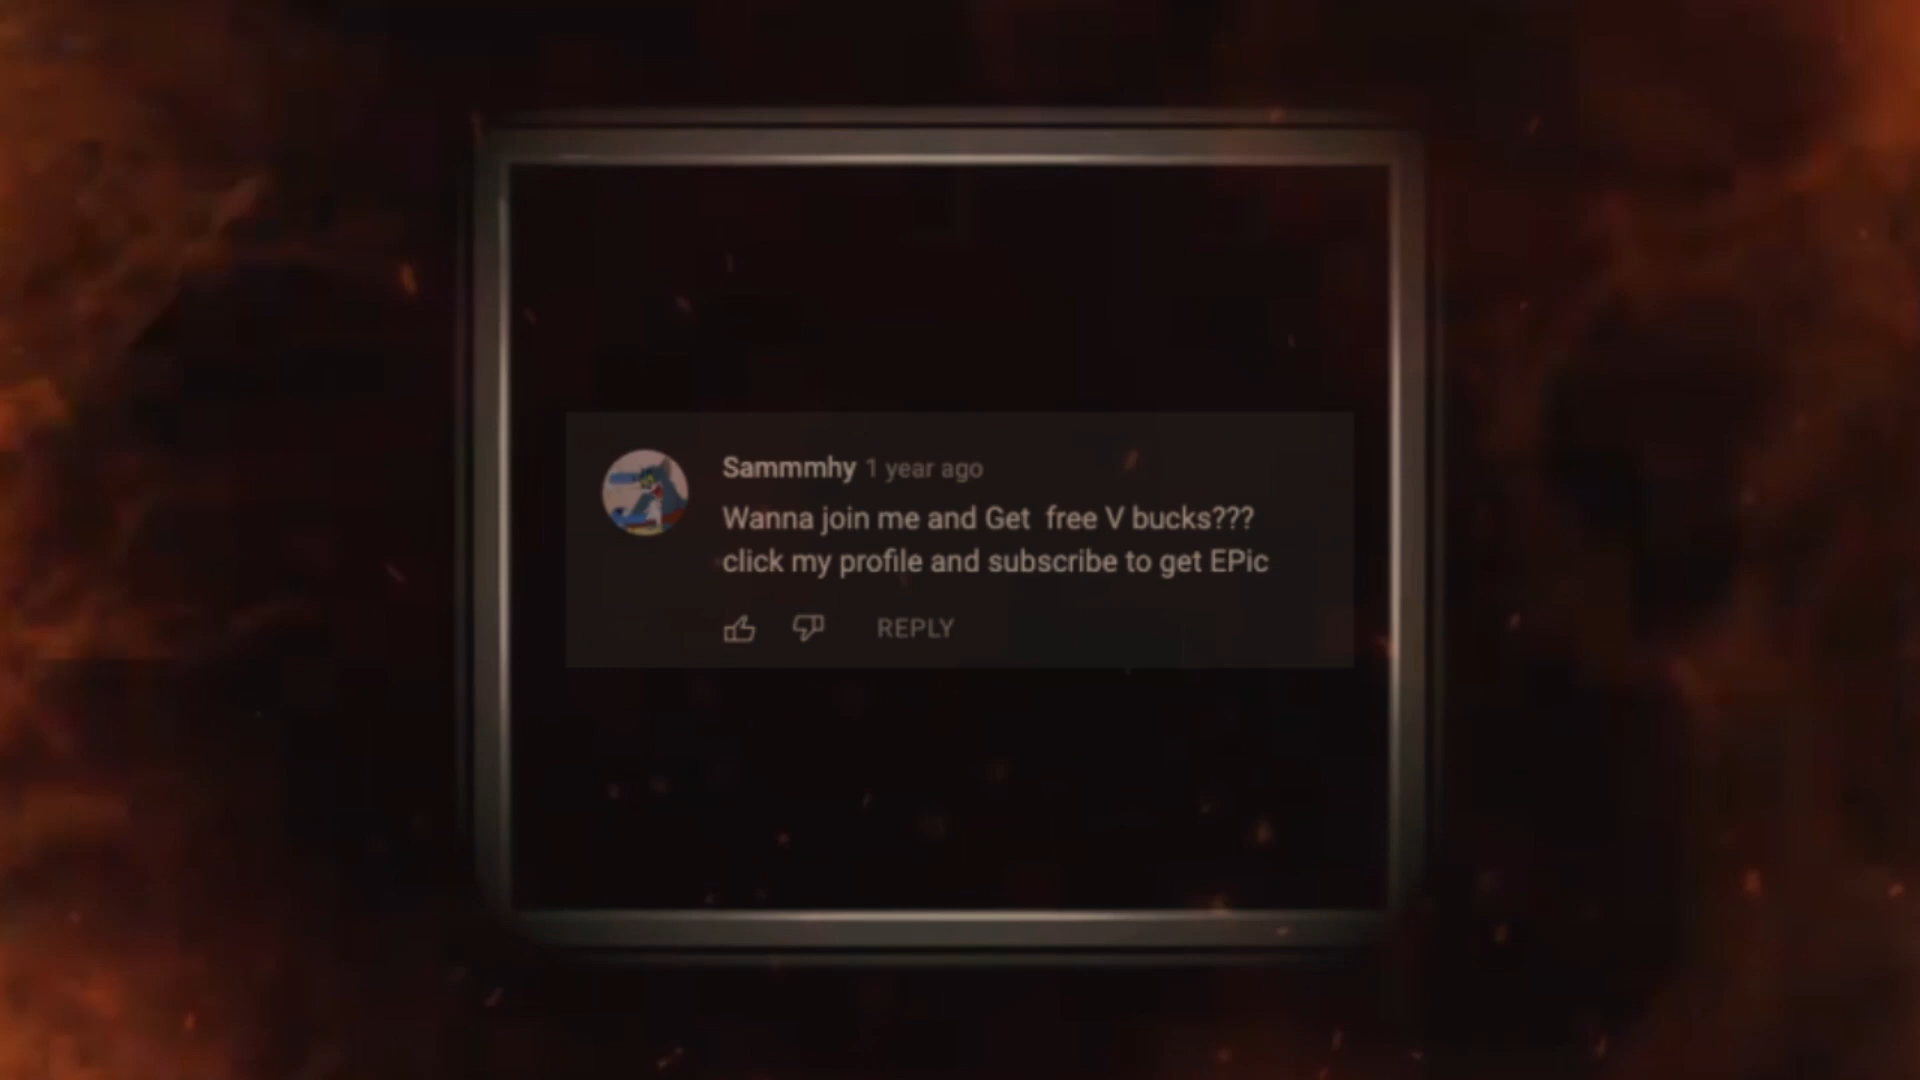 Sammmhy 1 year ago
Wanna join me and Get  free V bucks???
click my profile and subscribe to get EPic
REPLY